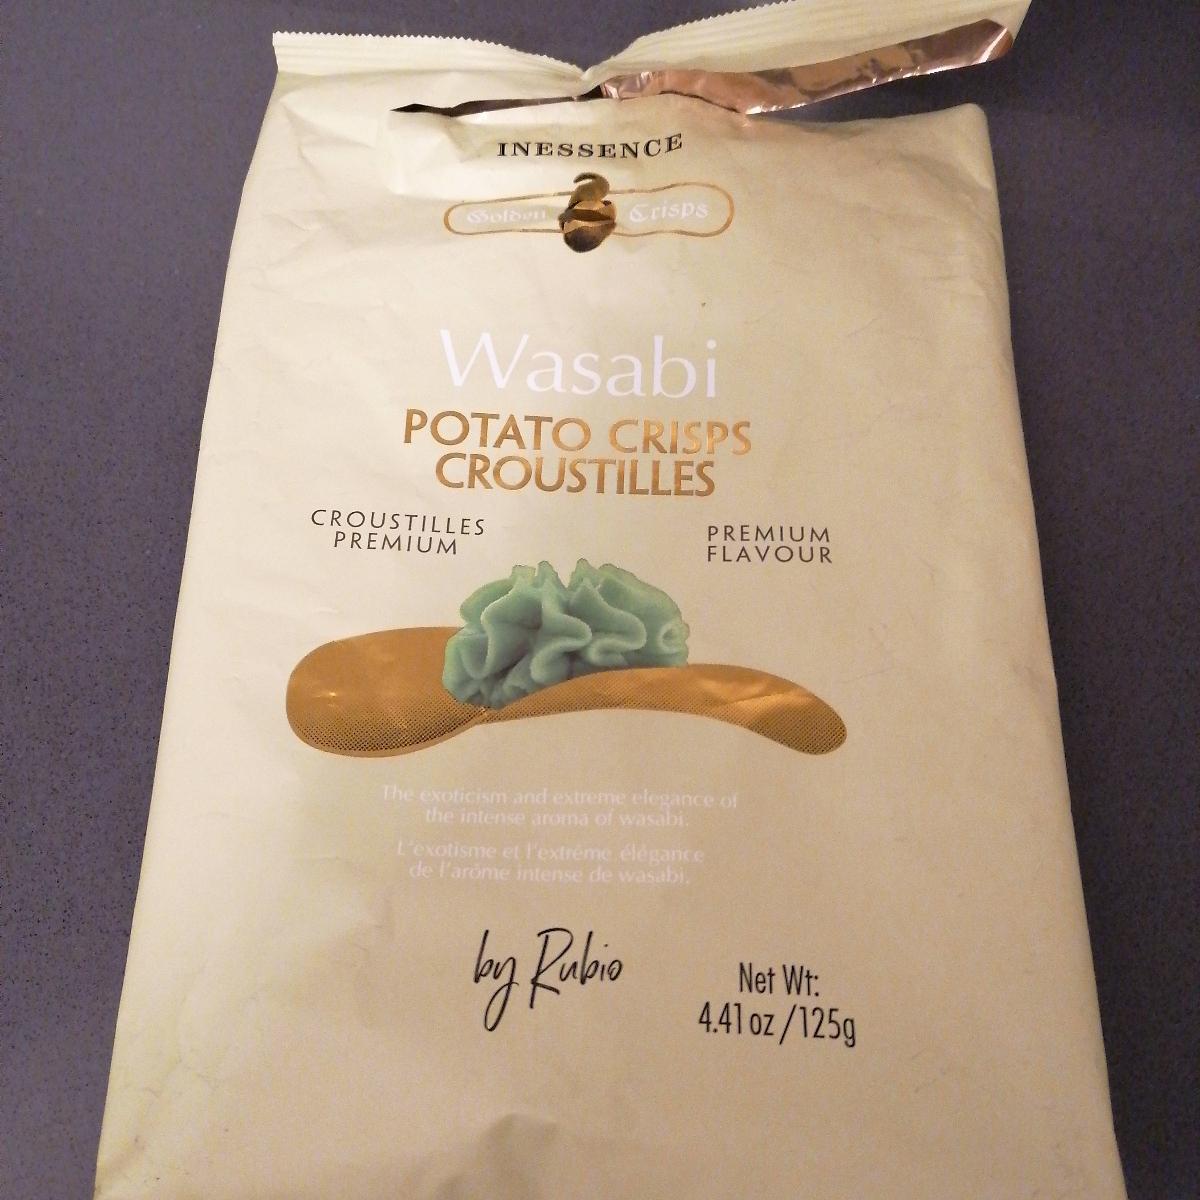 INESSENCE
Golden Crisps
Wasabi
POTATO CRISPS
CROUSTILLES
CROUSTILLES
PREMIUM
PREMIUM
FLAVOUR
The exoticism and extreme elegance of
the intense aroma of wasabi.
L'exotisme et l'extrême élégance
de l'arôme intense de wasabi.
by Rubio
Net Wt:
4.41 oz /125g